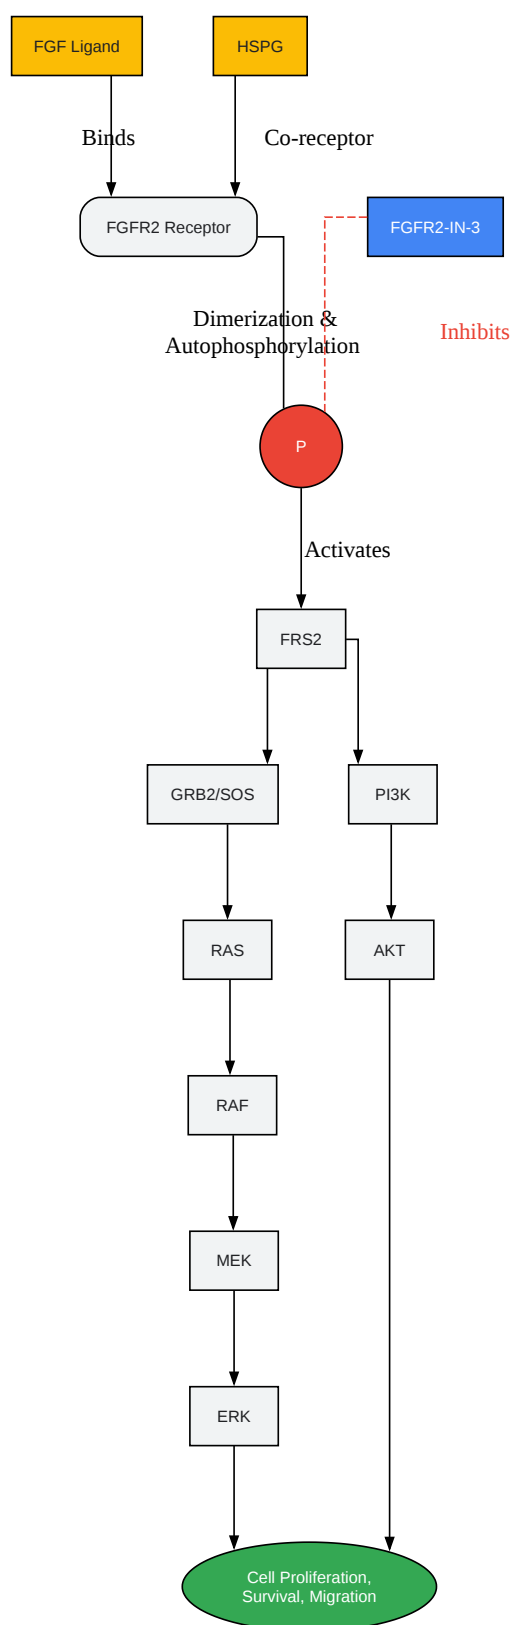 FGF Ligand
HSPG
Binds
Co-receptor
FGFR2 Receptor
FGFR2-IN-3
Dimerization &
Autophosphorylation
Inhibits
P
Activates
FRS2
GRB2/SOS
PI3K
RAS
AKT
RAF
MEK
ERK
Cell Proliferation,
Survival, Migration